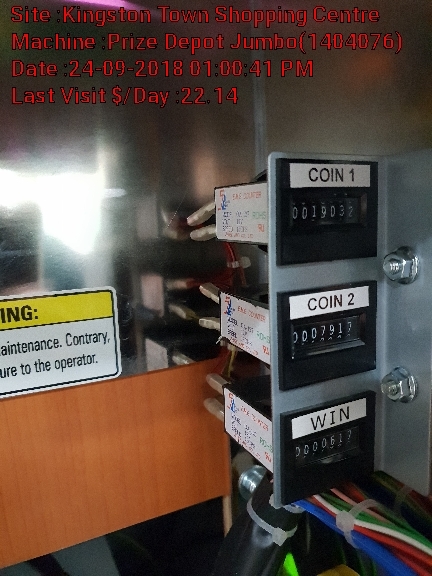 Site :Kingston Town Shopping Centre
Machine :Prize Depot Jumbo(1404076)
Date :24-09-2018 01:00:41 PM
Last Visit $/Day :22.14
COIN 1
0019032
COIN 2
0007913
WIN
0000617
ING:
aintenance. Contrary,
ure to the operator.